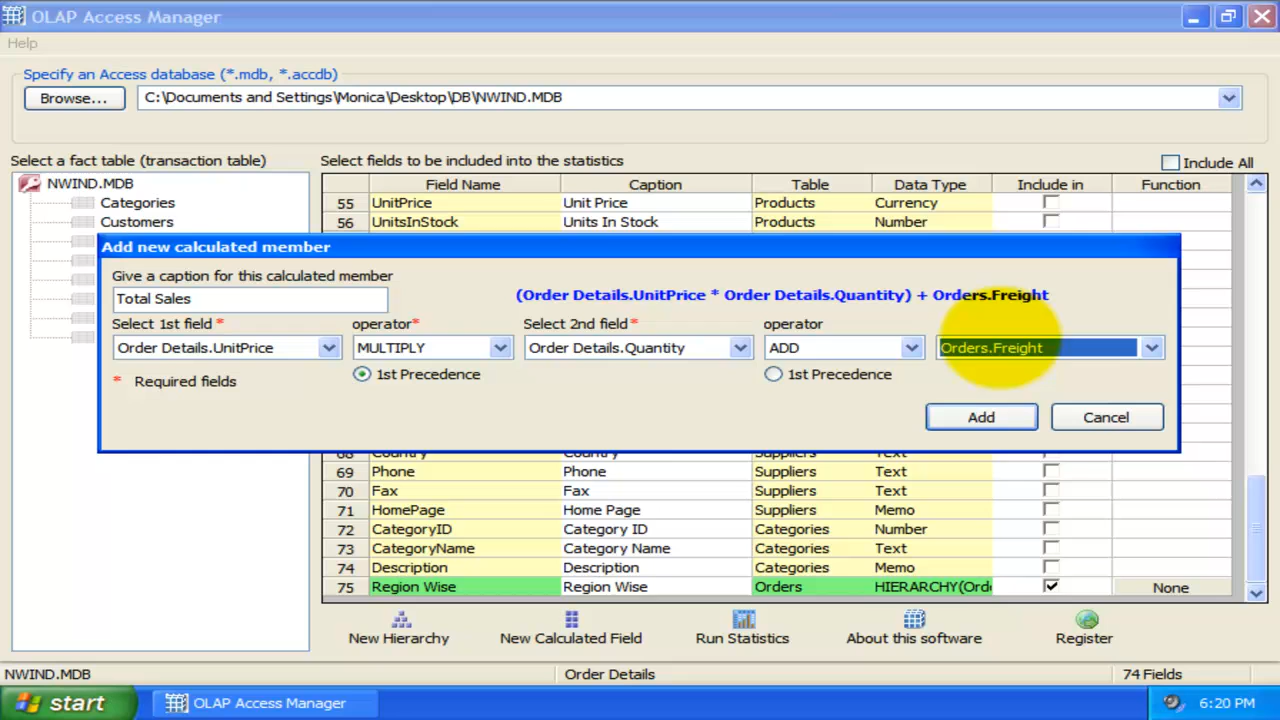 OLAP Access Manager
Help
Specify an Access database (*.mdb, *.accdb)
Browse... C:\Documents and Settings\Monica\Desktop\DB\NWIND.MDB
Select a fact table (transaction table) Select fields to be included into the statistics Include All
NWIND.MDB
Categories
Customers
Field Name Caption Table Data Type Include in Function
55 UnitPrice Unit Price Products Currency
56 UnitsInStock Units In Stock Products Number
Add new calculated member
Give a caption for this calculated member
Total Sales (Order Details.UnitPrice * Order Details.Quantity) + Orders.Freight
Select 1st field * operator* Select 2nd field* operator
Order Details.UnitPrice MULTIPLY Order Details.Quantity ADD Orders.Freight
* Required fields 1st Precedence 1st Precedence
Add Cancel
68 Country Country Suppliers Text
69 Phone Phone Suppliers Text
70 Fax Fax Suppliers Text
71 HomePage Home Page Suppliers Memo
72 CategoryID Category ID Categories Number
73 CategoryName Category Name Categories Text
74 Description Description Categories Memo
75 Region Wise Region Wise Orders HIERARCHY(Orde None
New Hierarchy New Calculated Field Run Statistics About this software Register
NWIND.MDB Order Details 74 Fields
start OLAP Access Manager 6:20 PM